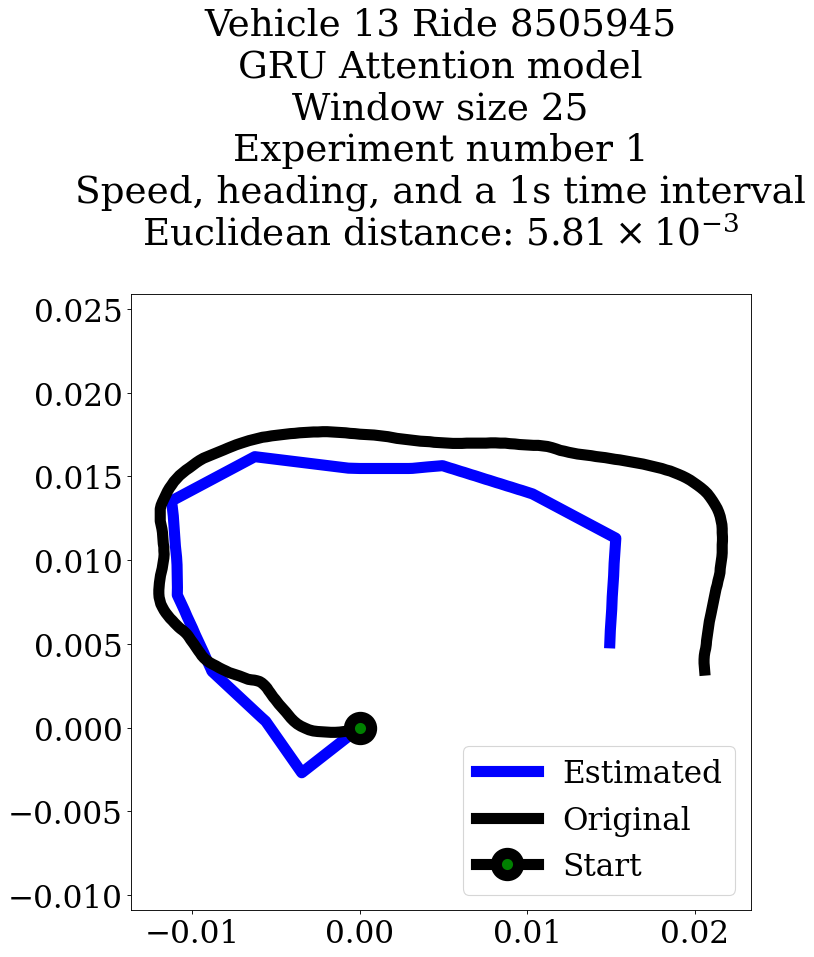 Vehicle 13 Ride 8505945
GRU Attention model
Window size 25
Experiment number 1
Speed, heading, and a 1s time interval
Euclidean distance: 5.81 × 10⁻³
0.025
0.020
0.015
0.010
0.005
0.000
−0.005
−0.010
Estimated
Original
Start
−0.01 0.00 0.01 0.02